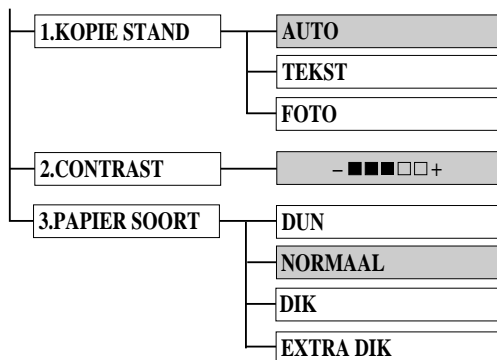 1.KOPIE STAND
AUTO
TEKST
FOTO
2.CONTRAST
– ■■■□□+
3.PAPIER SOORT
DUN
NORMAAL
DIK
EXTRA DIK